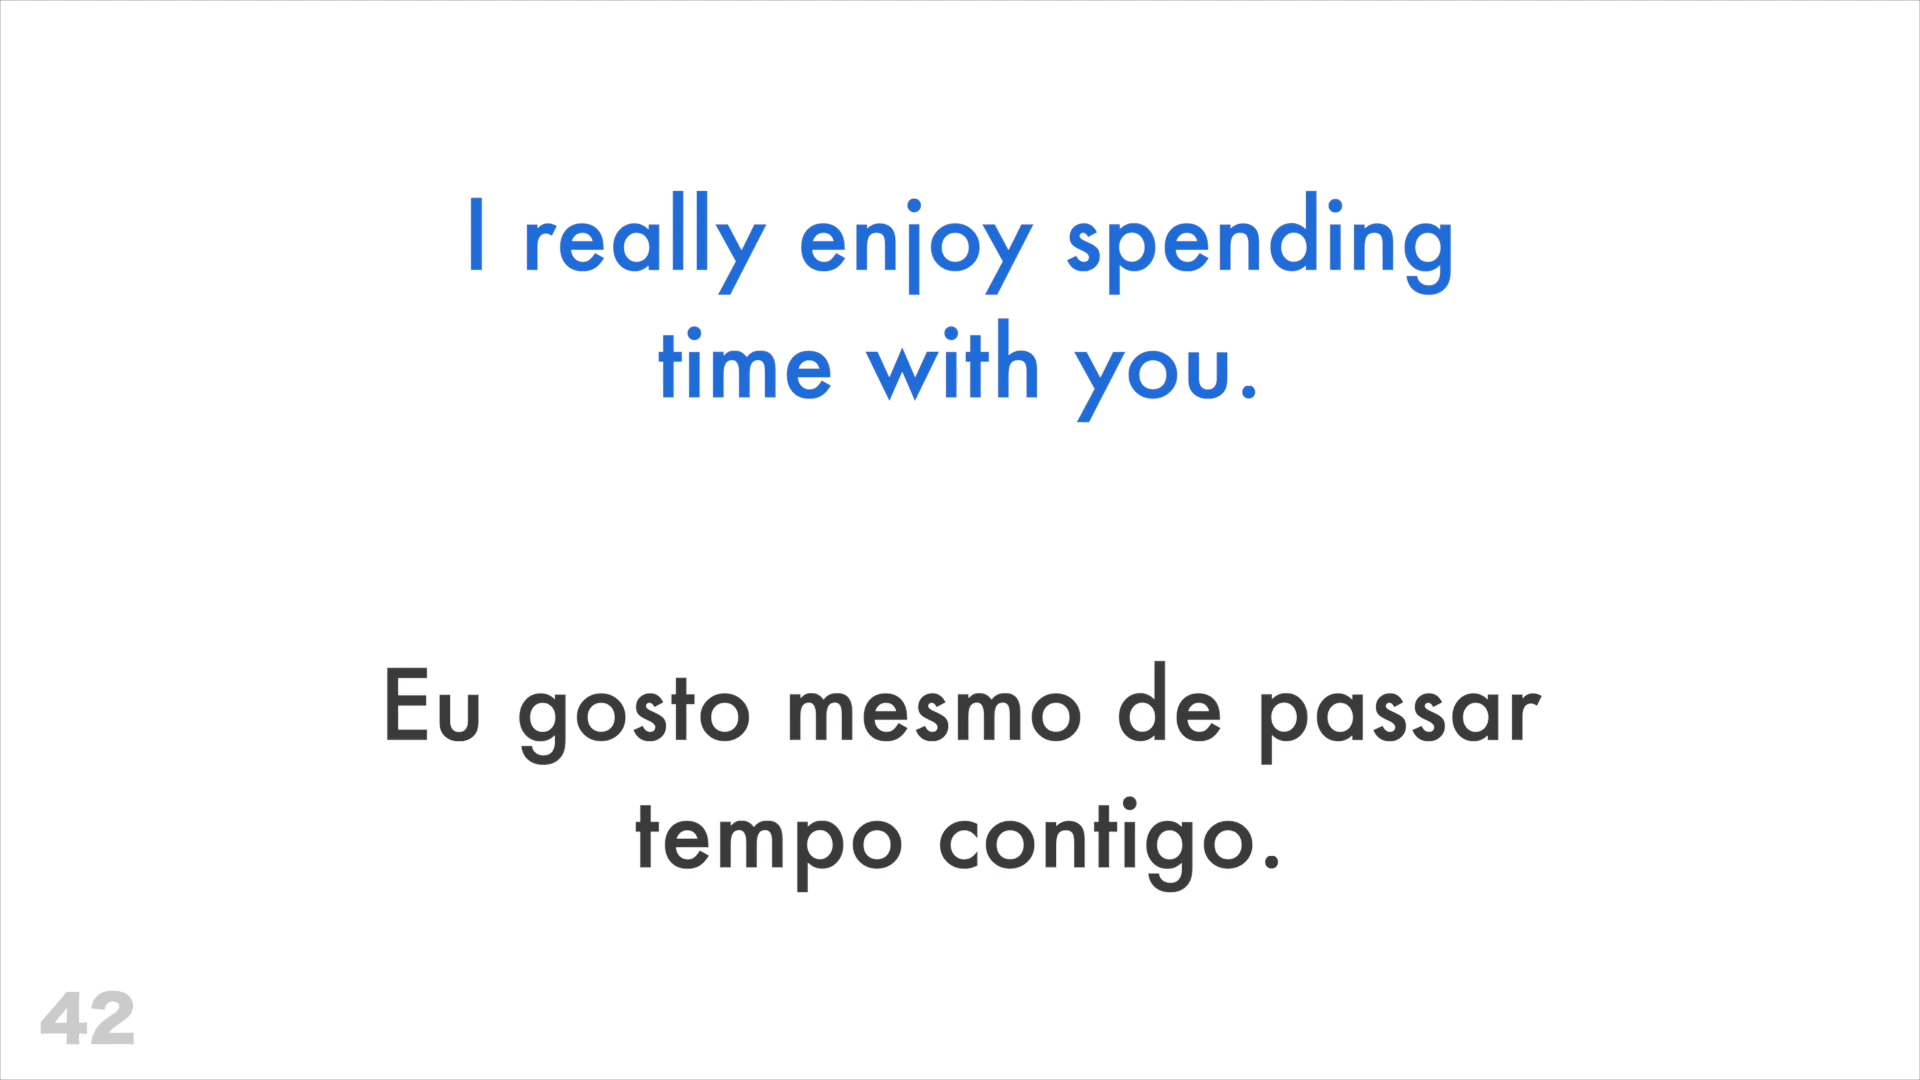 I really enjoy spending
time with you.
Eu gosto mesmo de passar
tempo contigo.
42